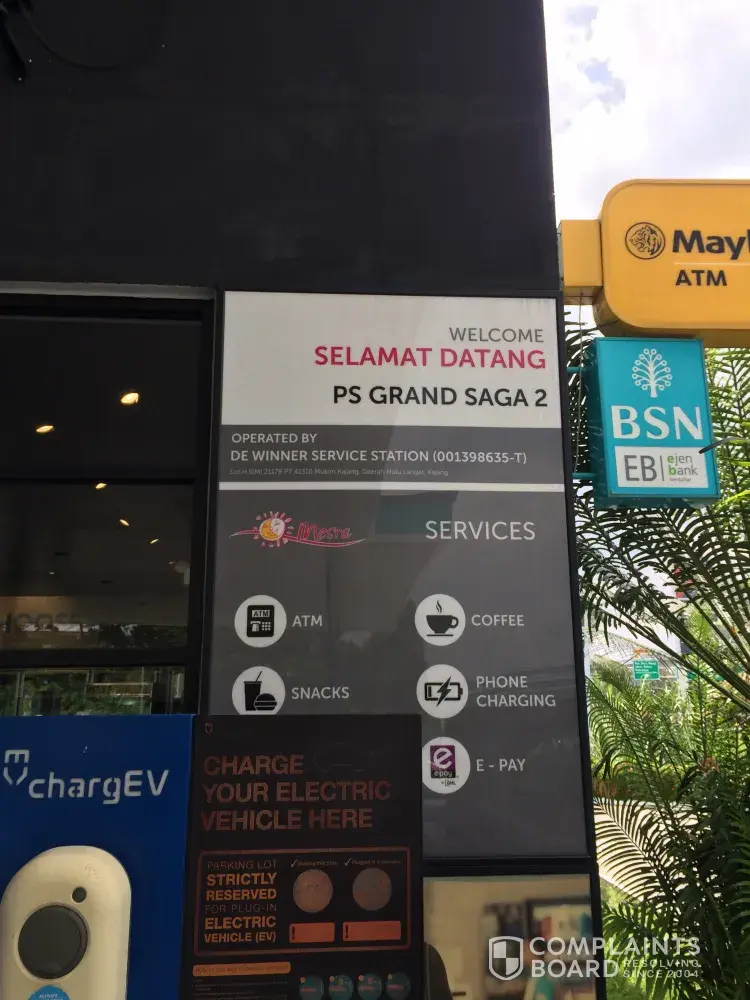 WELCOME
SELAMAT DATANG
PS GRAND SAGA 2
OPERATED BY
DE WINNER SERVICE STATION (001398635-T)
Mesra
SERVICES
ATM
COFFEE
SNACKS
PHONE
CHARGING
E - PAY
ATM
BSN
EB
ejen
bank
chargEV
CHARGE
YOUR ELECTRIC
VEHICLE HERE
PARKING LOT
STRICTLY
RESERVED
FOR PLUG-IN
ELECTRIC
VEHICLE (EV)
COMPLAINTS
BOARD
RESOLVING
SINCE 2004